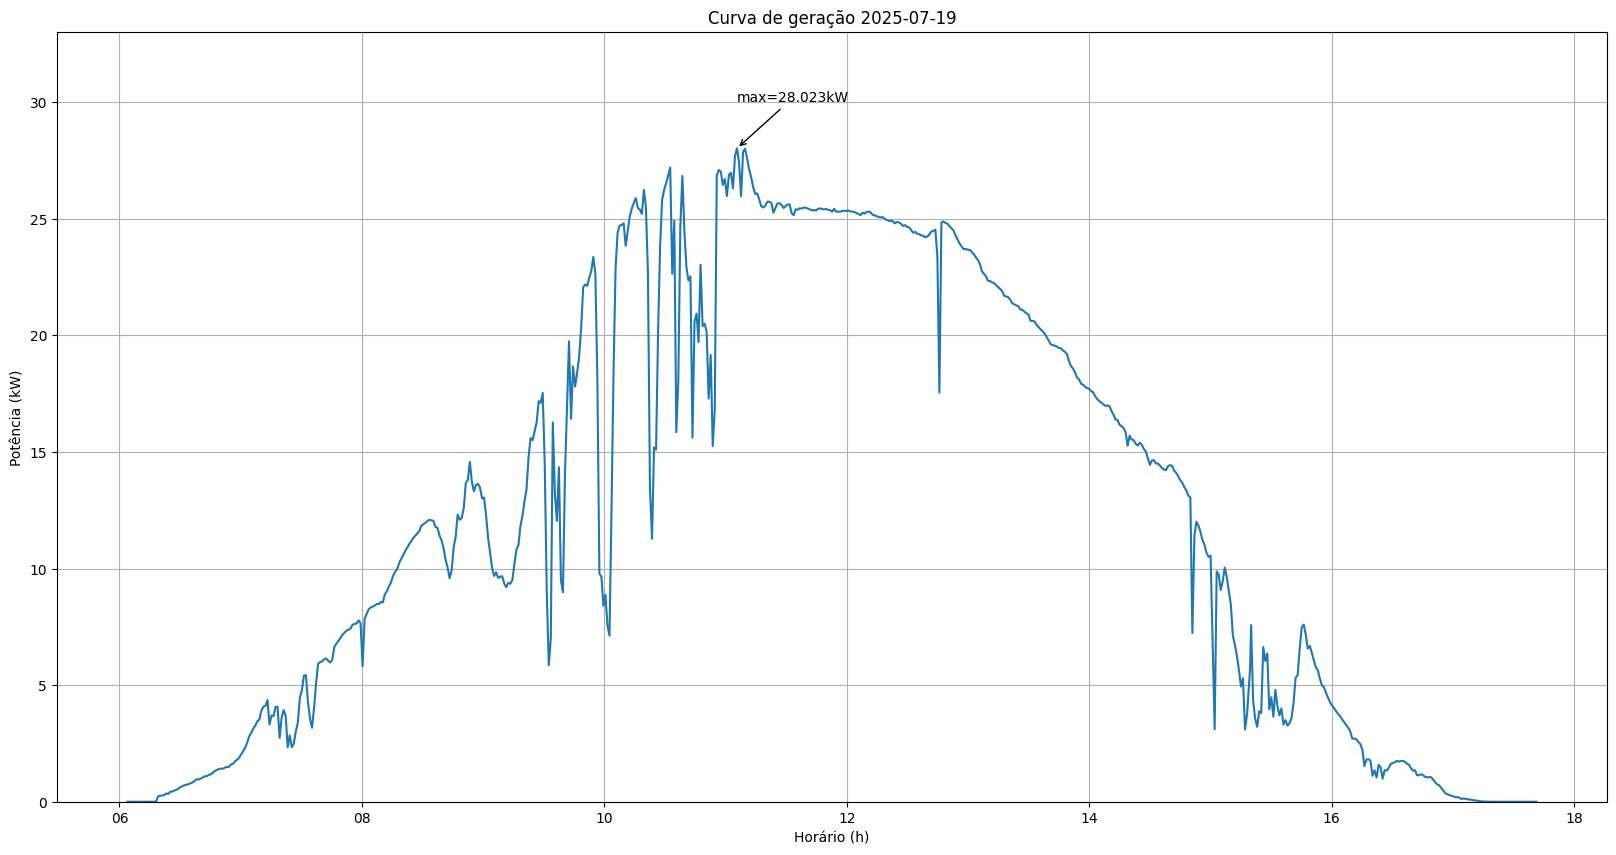 Curva de geração 2025-07-19
max=28.023kW
30
25
20
15
10
5
0
Potência (kW)
06 08 10 12 14 16 18
Horário (h)